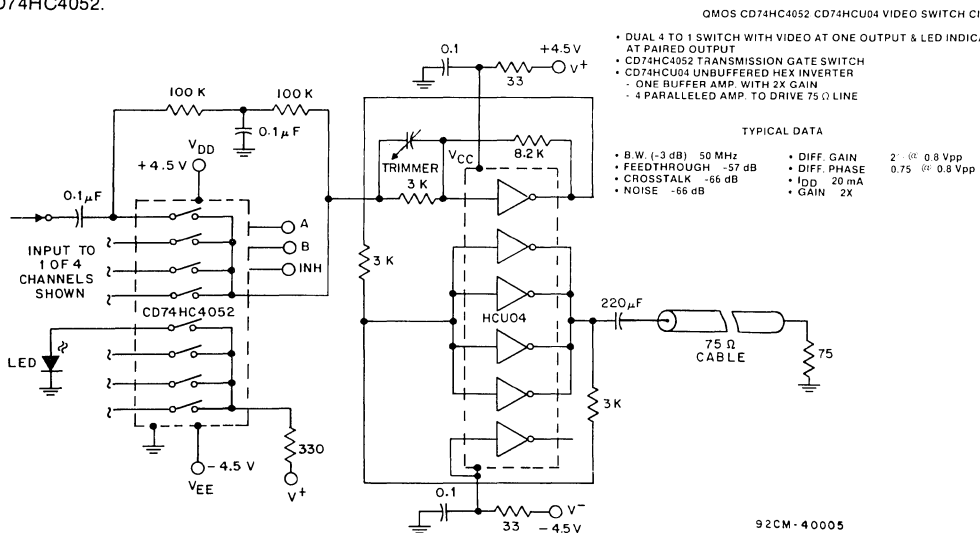 CD74HC4052.
QMOS CD74HC4052 CD74HCU04 VIDEO SWITCH CI
• DUAL 4 TO 1 SWITCH WITH VIDEO AT ONE OUTPUT & LED INDICA
AT PAIRED OUTPUT
• CD74HC4052 TRANSMISSION GATE SWITCH
• CD74HCU04 UNBUFFERED HEX INVERTER
- ONE BUFFER AMP. WITH 2X GAIN
- 4 PARALLELED AMP. TO DRIVE 75 Ω LINE
TYPICAL DATA
• B.W. (-3 dB) 50 MHz
• FEEDTHROUGH -57 dB
• CROSSTALK -66 dB
• NOISE -66 dB
• DIFF. GAIN 2 @ 0.8 Vpp
• DIFF. PHASE 0.75 @ 0.8 Vpp
• IDD 20 mA
• GAIN 2X
0.1
+4.5 V
V+
33
100 K
100 K
0.1 μF
VDD
+4.5 V
TRIMMER
3 K
VCC
8.2 K
0.1 μF
INPUT TO
1 OF 4
CHANNELS
SHOWN
A
B
INH
3 K
CD74HC4052
HCU04
220 μF
75 Ω
CABLE
75
LED
3 K
330
V+
-4.5 V
VEE
0.1
33
V-
-4.5 V
92CM-40005